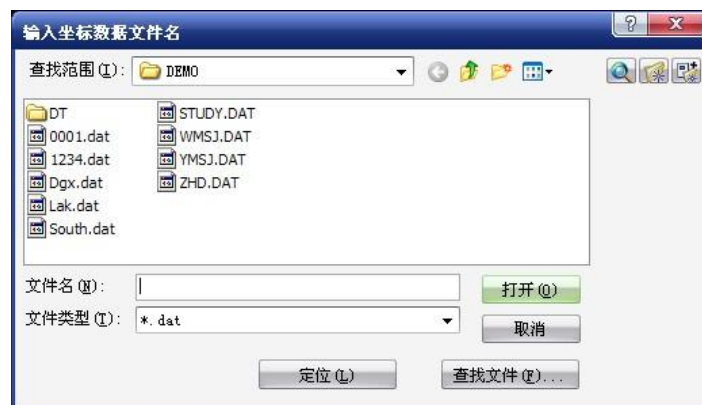 输入坐标数据文件名
查找范围(I): DEMO
DT STUDY.DAT
0001.dat WMSJ.DAT
1234.dat YMSJ.DAT
Dgx.dat ZHD.DAT
Lak.dat
South.dat
文件名(N): 打开(O)
文件类型(T): *.dat 取消
定位(L) 查找文件(F)...